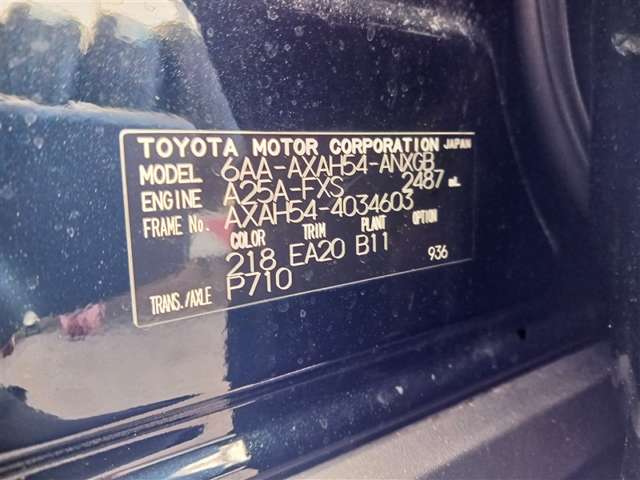 TOYOTA MOTOR CORPORATION JAPAN
MODEL 6AA-AXAH54-ANXGB
ENGINE A25A-FXS 2487 mL
FRAME No. AXAH54-4034603
COLOR TRIM PLANT OPTION
218 EA20 B11
TRANS./AXLE P710 936